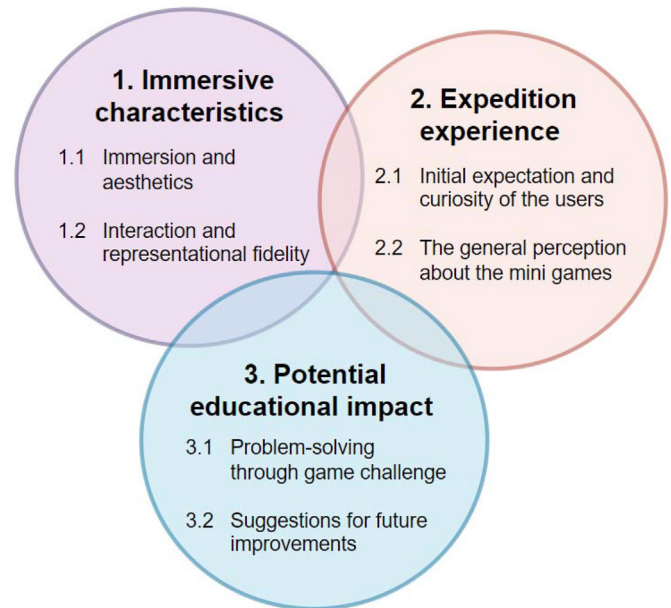 1. Immersive
characteristics
1.1 Immersion and
aesthetics
1.2 Interaction and
representational fidelity
2. Expedition
experience
2.1 Initial expectation and
curiosity of the users
2.2 The general perception
about the mini games
3. Potential
educational impact
3.1 Problem-solving
through game challenge
3.2 Suggestions for future
improvements